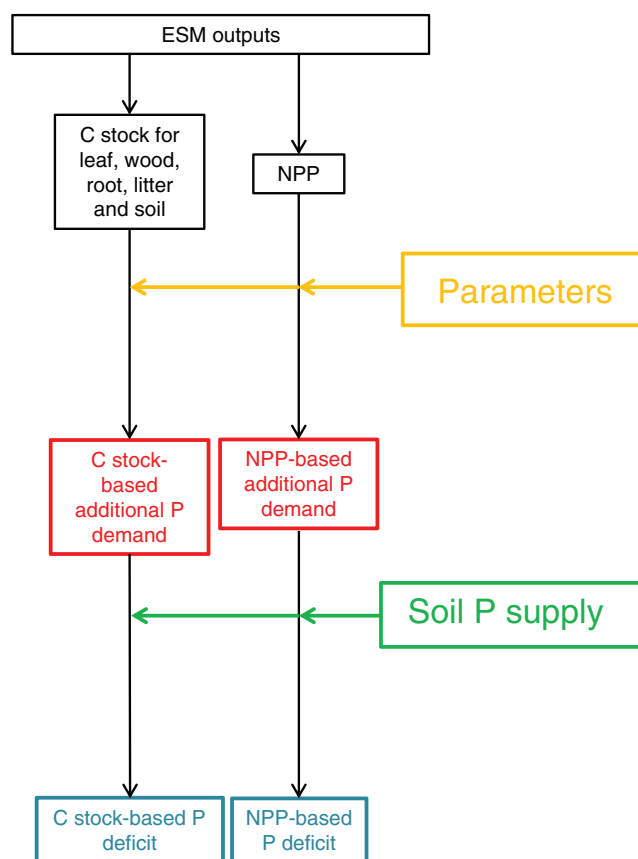 ESM outputs
C stock for
leaf, wood,
root, litter
and soil
NPP
Parameters
C stock-
based
additional P
demand
NPP-based
additional P
demand
Soil P supply
C stock-based P
deficit
NPP-based
P deficit